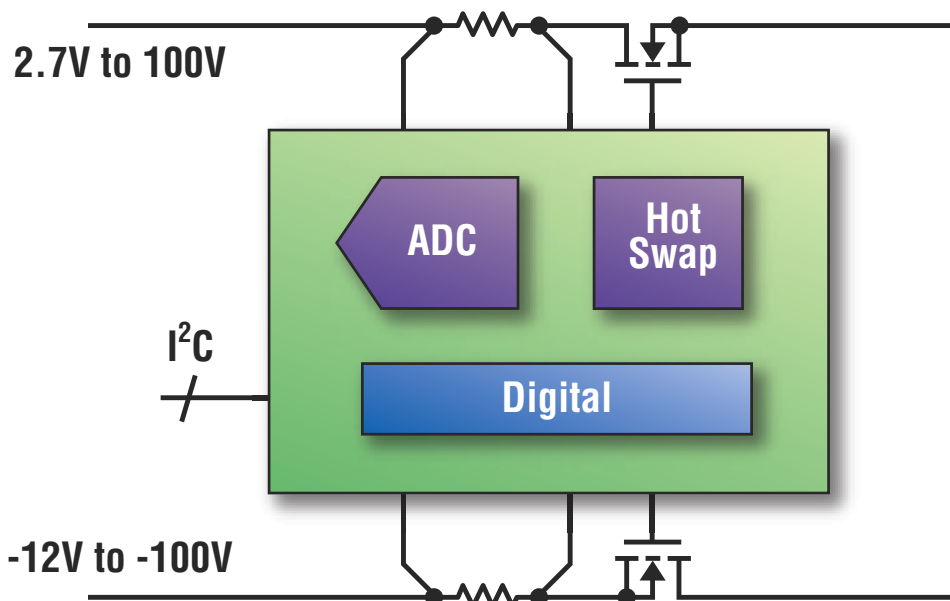 2.7V to 100V
ADC
Hot
Swap
I²C
Digital
-12V to -100V